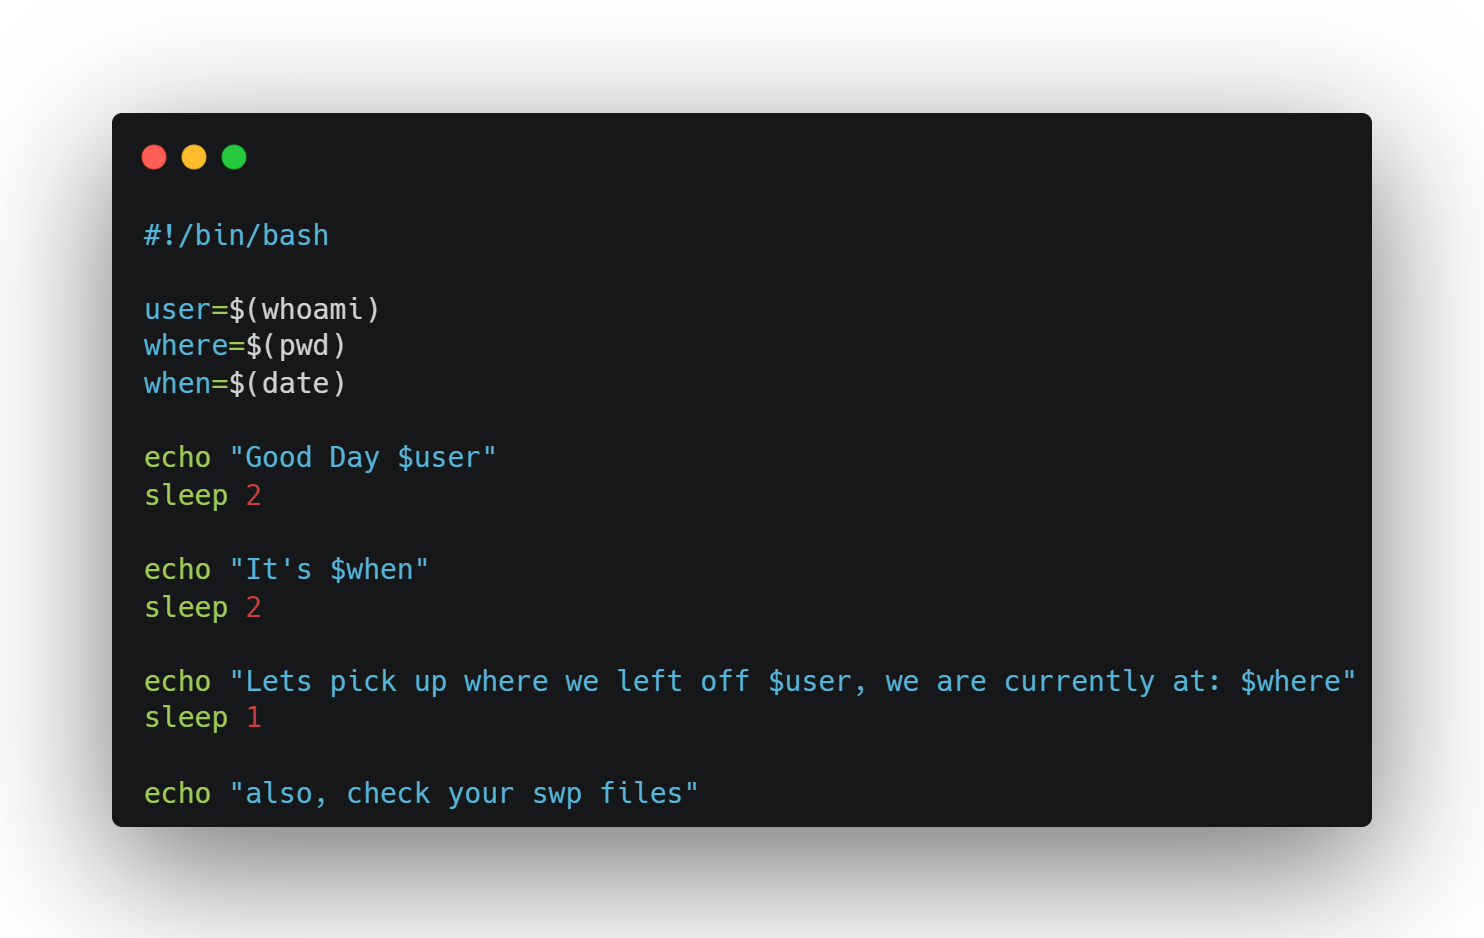 #!/bin/bash
user=$(whoami)
where=$(pwd)
when=$(date)
echo "Good Day $user"
sleep 2
echo "It's $when"
sleep 2
echo "Lets pick up where we left off $user, we are currently at: $where"
sleep 1
echo "also, check your swp files"